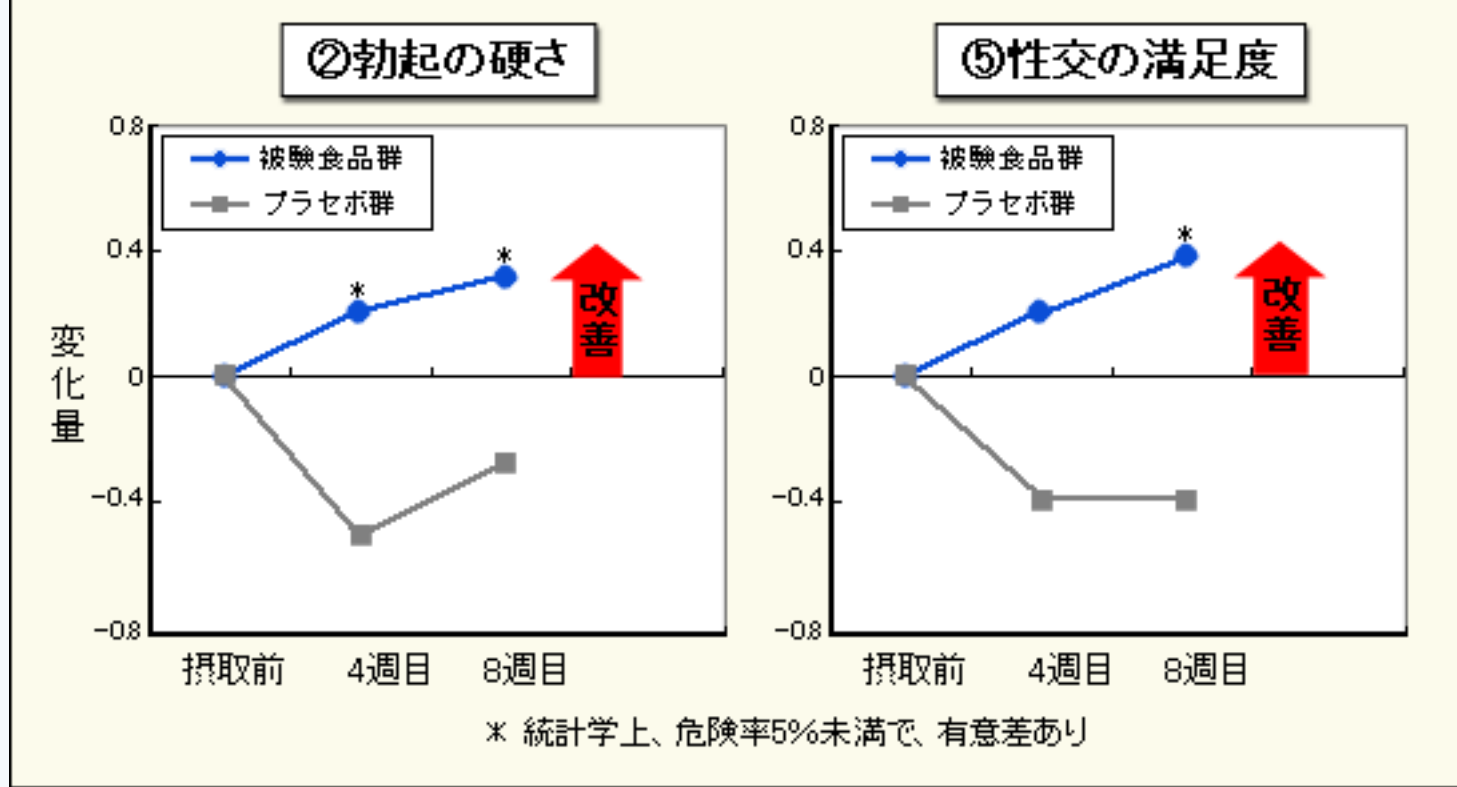 ②勃起の硬さ
0.8
被験食品群
プラセボ群
0.4
0
-0.4
-0.8
変化量
*
*
改善
摂取前 4週目 8週目
⑤性交の満足度
0.8
被験食品群
プラセボ群
0.4
0
-0.4
-0.8
*
改善
摂取前 4週目 8週目
* 統計学上、危険率5%未満で、有意差あり